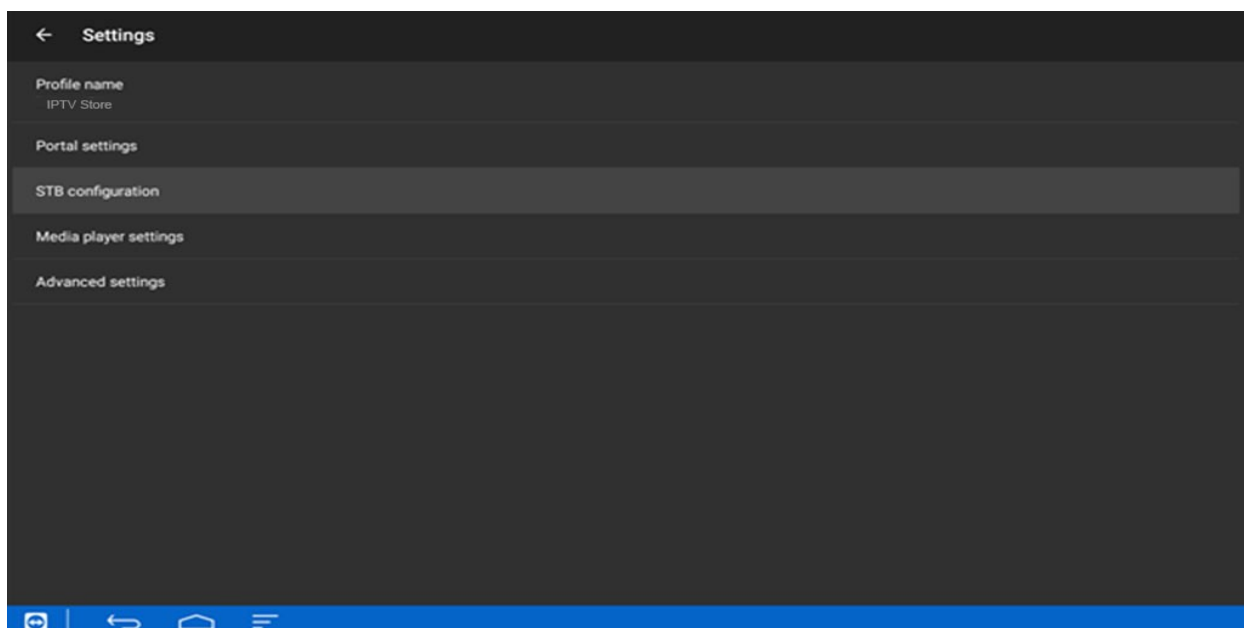 Settings
Profile name
IPTV Store
Portal settings
STB configuration
Media player settings
Advanced settings